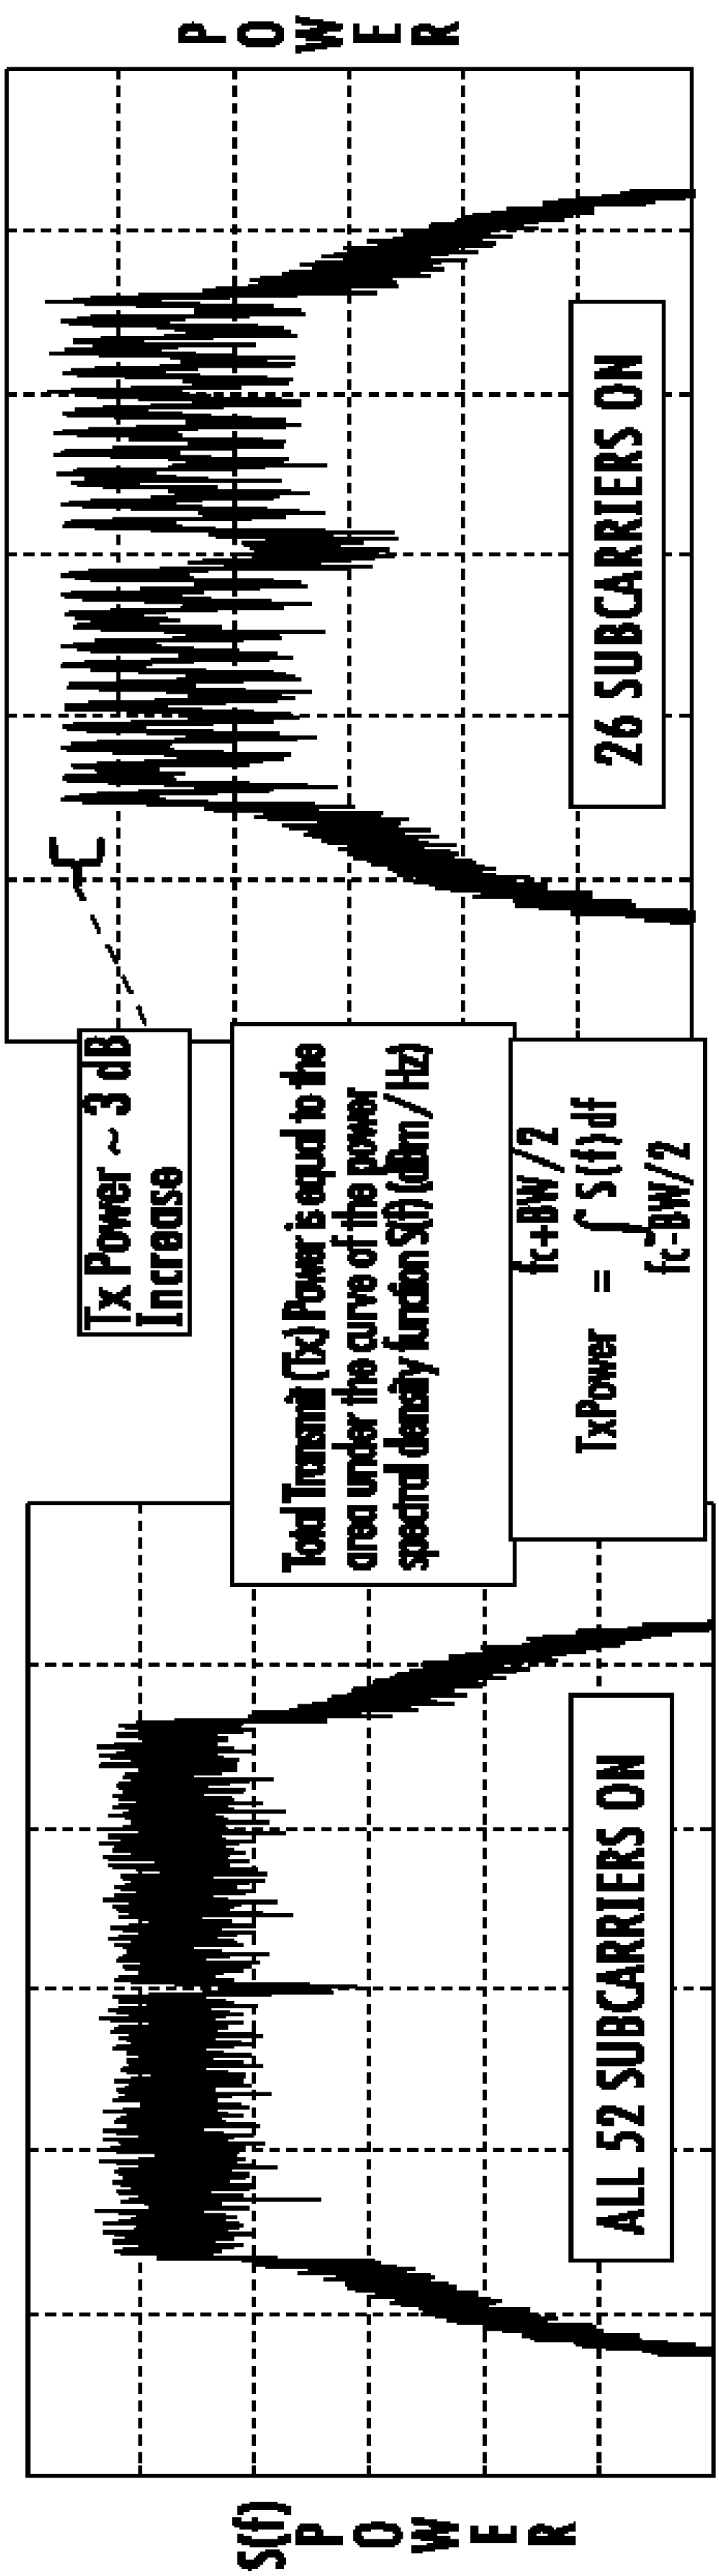 S(f)
POWER
ALL 52 SUBCARRIERS ON
Tx Power ~ 3 dB
Increase
Total Transmit (Tx) Power is equal to the
area under the curve of the power
spectral density function S(f) (dBm/Hz)
fc+BW/2
TxPower = ∫ S(f)df
fc-BW/2
26 SUBCARRIERS ON
POWER